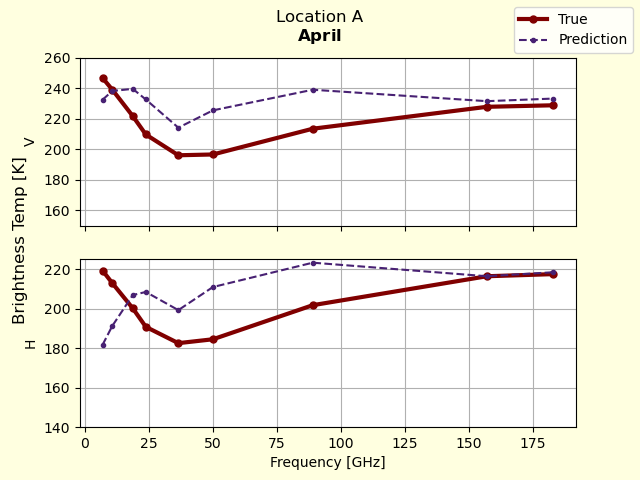 Location A
April
True
Prediction
Brightness Temp [K]
V
260
240
220
200
180
160
H
220
200
180
160
140
0 25 50 75 100 125 150 175
Frequency [GHz]